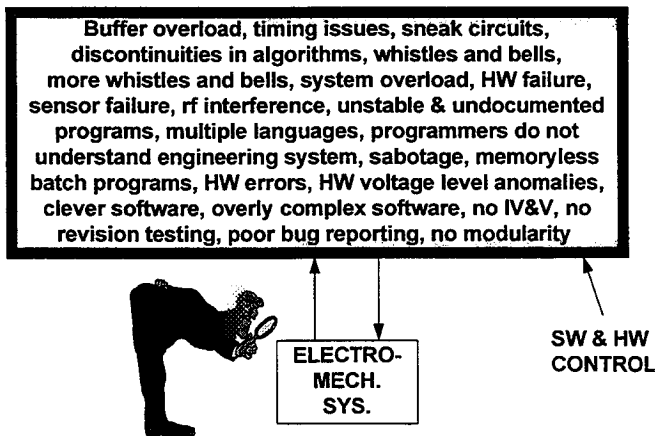 Buffer overload, timing issues, sneak circuits,
discontinuities in algorithms, whistles and bells,
more whistles and bells, system overload, HW failure,
sensor failure, rf interference, unstable & undocumented
programs, multiple languages, programmers do not
understand engineering system, sabotage, memoryless
batch programs, HW errors, HW voltage level anomalies,
clever software, overly complex software, no IV&V, no
revision testing, poor bug reporting, no modularity
ELECTRO-
MECH.
SYS.
SW & HW
CONTROL